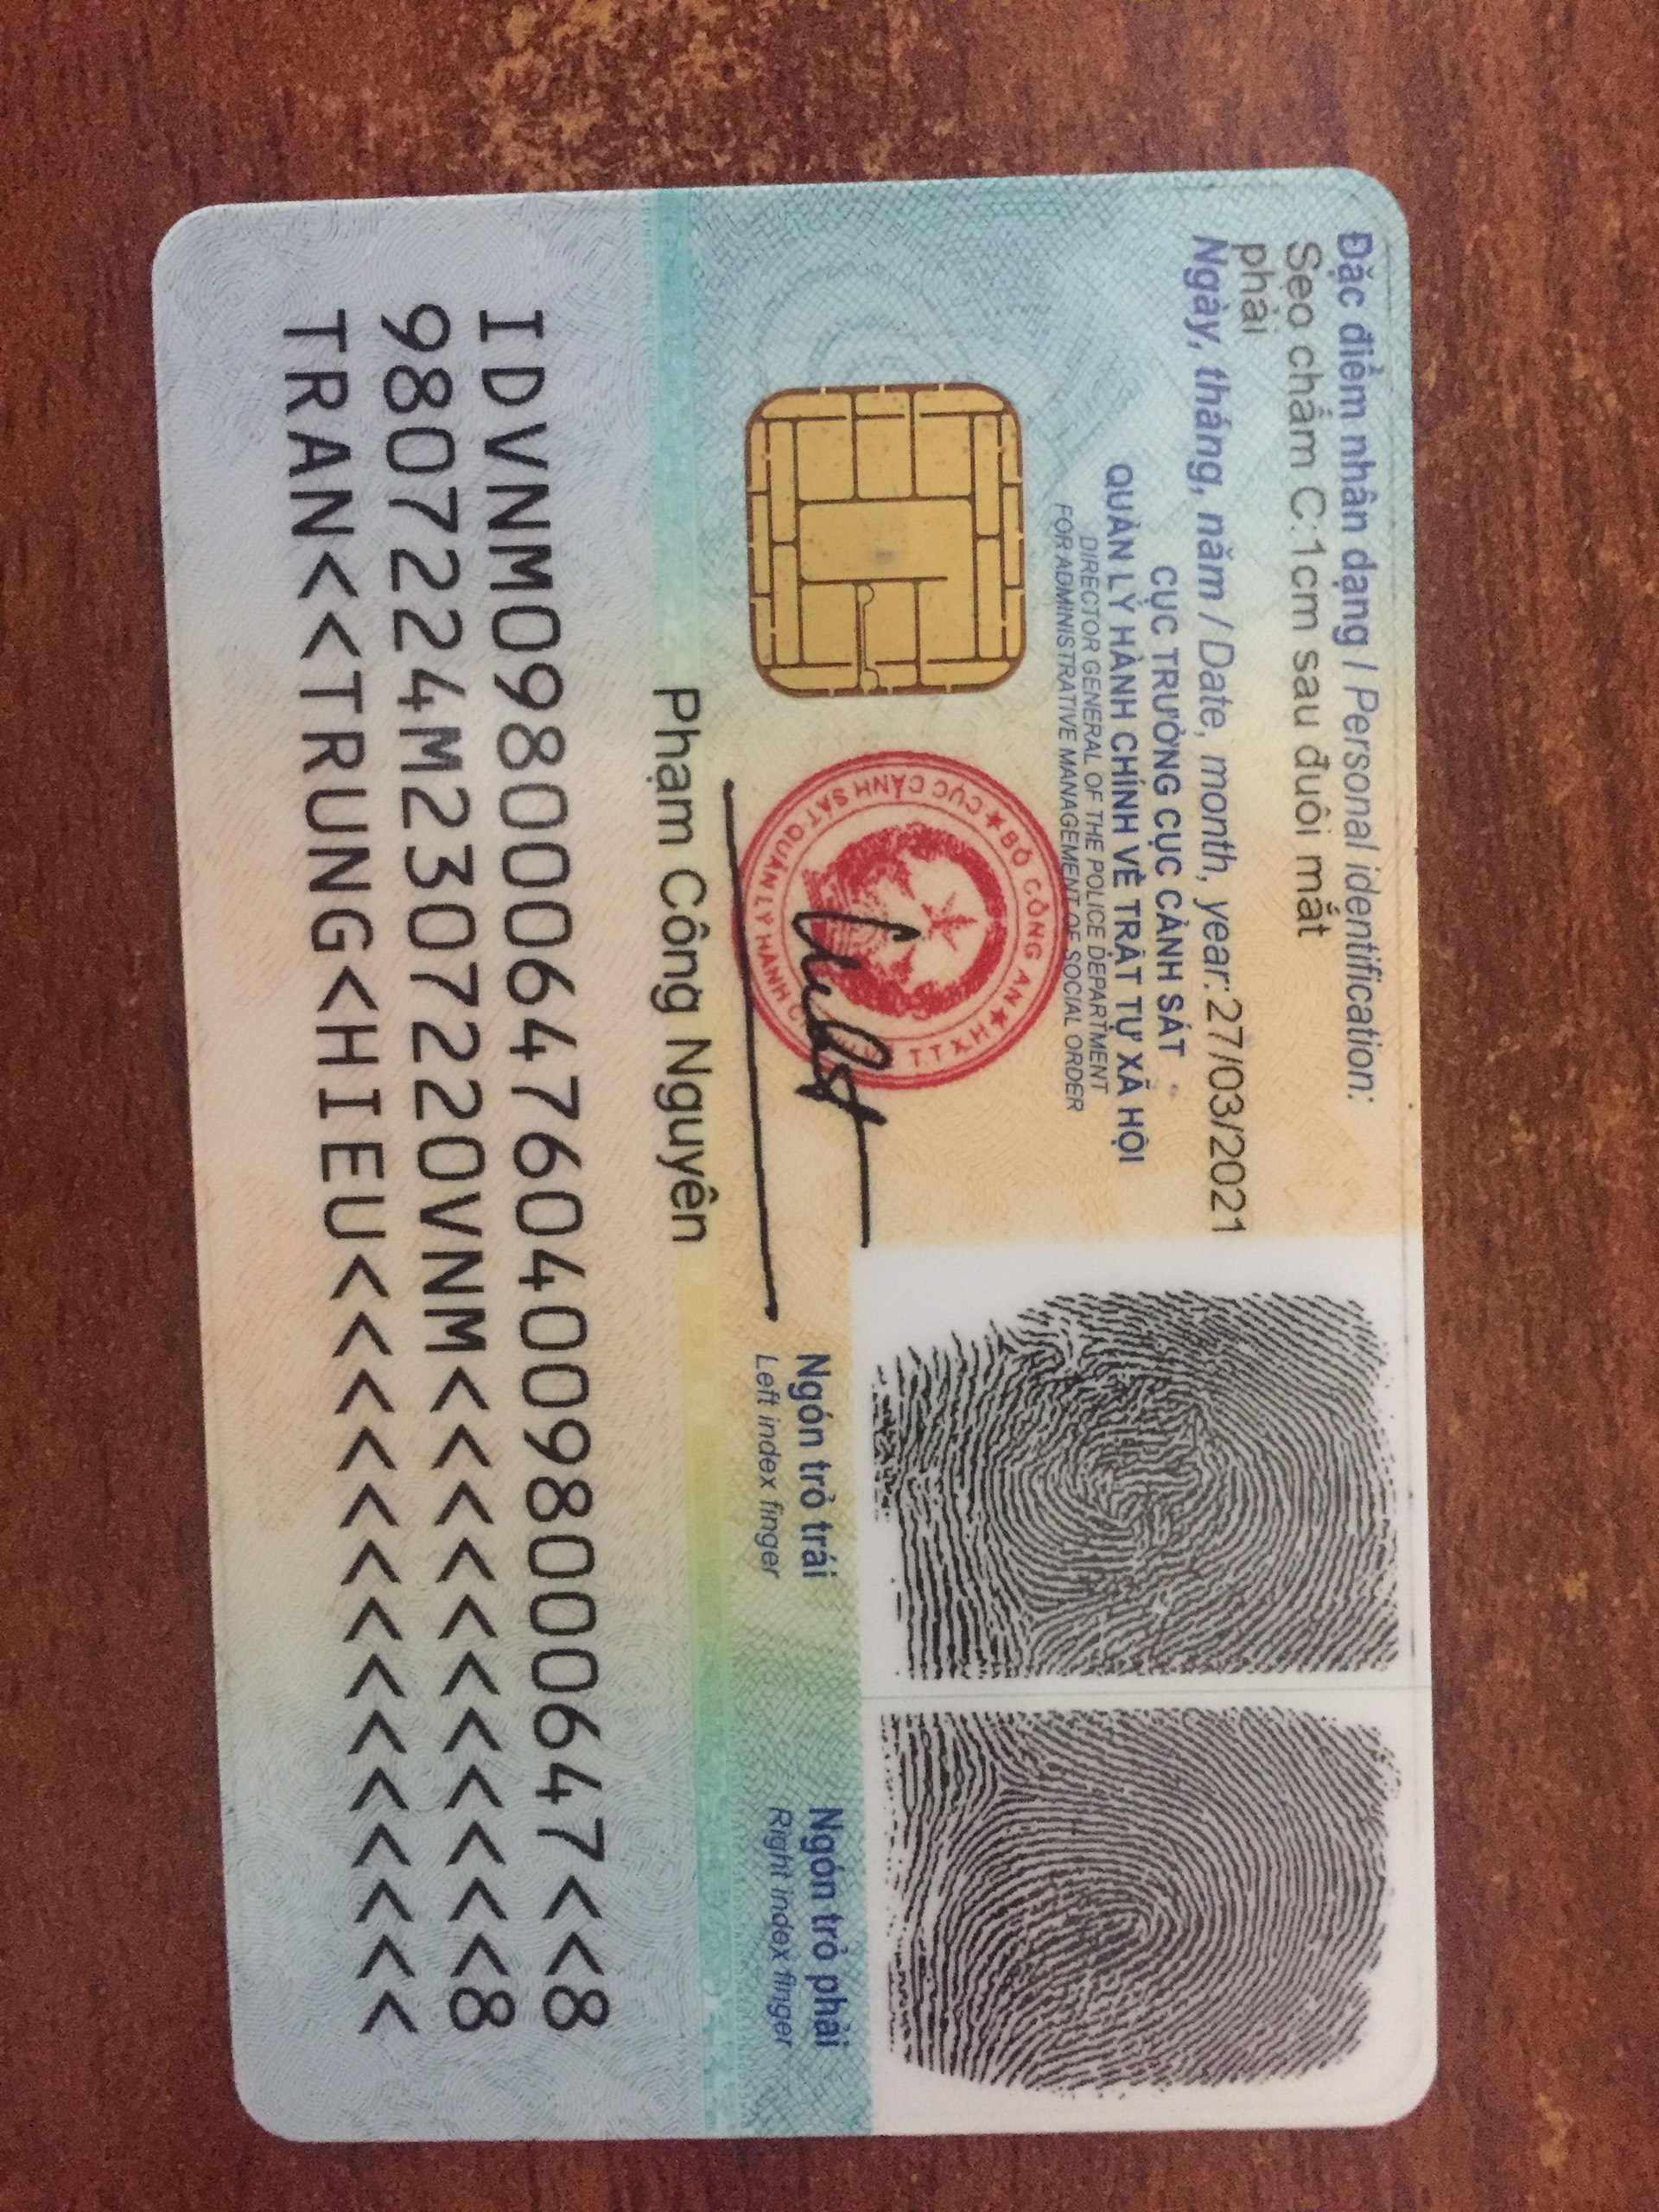 Đặc điểm nhân dạng / Personal identification:
Sẹo chấm C:1cm sau đuôi mắt
phải
Ngày, tháng, năm / Date, month, year: 27/03/2021
CỤC TRƯỞNG CỤC CẢNH SÁT
QUẢN LÝ HÀNH CHÍNH VỀ TRẬT TỰ XÃ HỘI
DIRECTOR GENERAL OF THE POLICE DEPARTMENT
FOR ADMINISTRATIVE MANAGEMENT OF SOCIAL ORDER
BỘ CÔNG AN
CỤC CẢNH SÁT QUẢN LÝ HÀNH
TTXH
Phạm Công Nguyên
Ngón trỏ trái
Left index finger
Ngón trỏ phải
Right index finger
IDVNM0980006476040098000647<<8
9807224M2307220VNM<<<<<<<<<<<8
TRAN<<TRUNG<HIEU<<<<<<<<<<<<<<